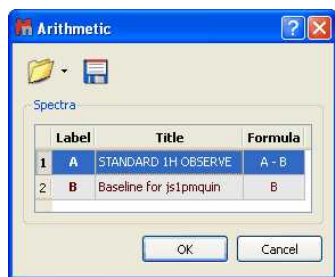 Arithmetic
Spectra
Label Title Formula
1 A STANDARD 1H OBSERVE A - B
2 B Baseline for js1pmquin B
OK Cancel